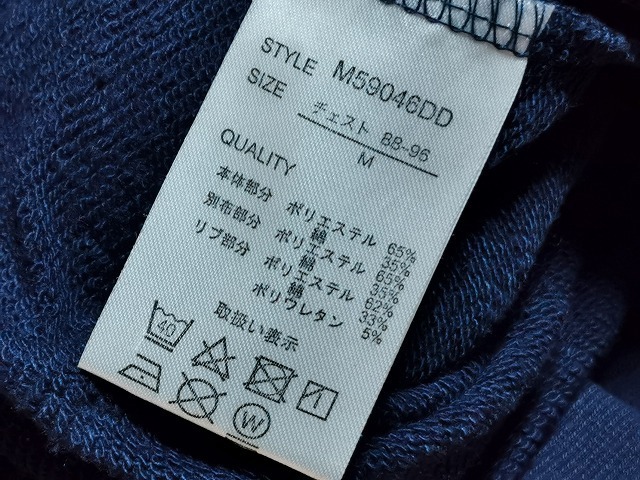 STYLE M59046DD
SIZE チェスト 88-96
M
QUALITY
本体部分 ポリエステル 65%
綿 35%
別布部分 ポリエステル 65%
綿 35%
リブ部分 ポリエステル 62%
綿 33%
ポリウレタン 5%
取扱い表示
40
W